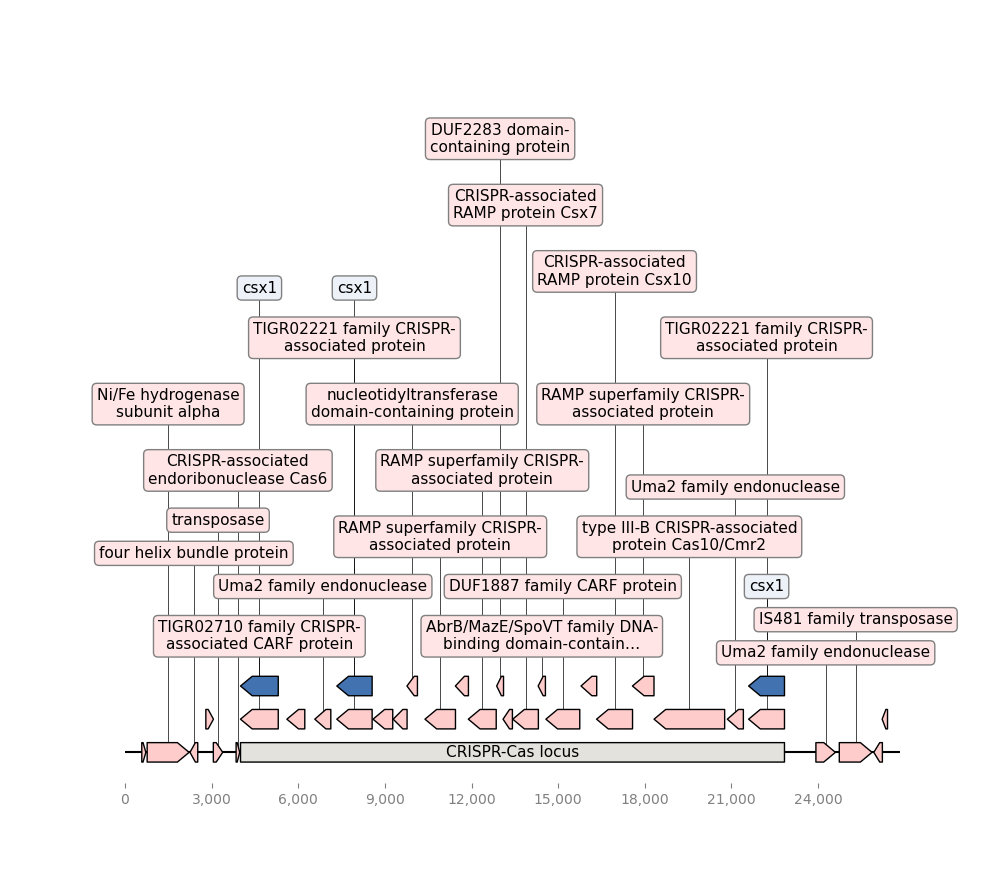 DUF2283 domain-
containing protein
CRISPR-associated
RAMP protein Csx7
CRISPR-associated
RAMP protein Csx10
csx1
csx1
TIGR02221 family CRISPR-
associated protein
TIGR02221 family CRISPR-
associated protein
Ni/Fe hydrogenase
subunit alpha
nucleotidyltransferase
domain-containing protein
RAMP superfamily CRISPR-
associated protein
CRISPR-associated
endoribonuclease Cas6
RAMP superfamily CRISPR-
associated protein
Uma2 family endonuclease
transposase
RAMP superfamily CRISPR-
associated protein
type III-B CRISPR-associated
protein Cas10/Cmr2
four helix bundle protein
Uma2 family endonuclease
DUF1887 family CARF protein
csx1
TIGR02710 family CRISPR-
associated CARF protein
AbrB/MazE/SpoVT family DNA-
binding domain-contain...
IS481 family transposase
Uma2 family endonuclease
CRISPR-Cas locus
0 3,000 6,000 9,000 12,000 15,000 18,000 21,000 24,000